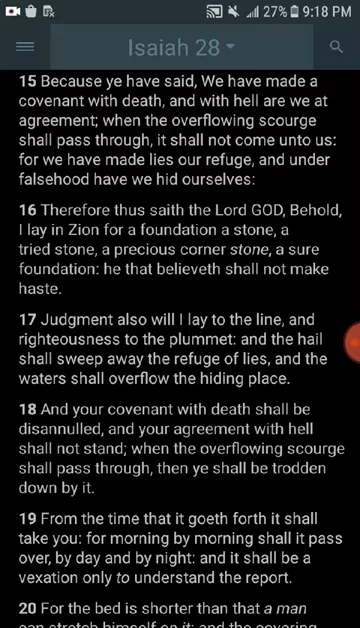 27% 9:18 PM
Isaiah 28
15 Because ye have said, We have made a
covenant with death, and with hell are we at
agreement; when the overflowing scourge
shall pass through, it shall not come unto us:
for we have made lies our refuge, and under
falsehood have we hid ourselves:
16 Therefore thus saith the Lord GOD, Behold,
I lay in Zion for a foundation a stone, a
tried stone, a precious corner stone, a sure
foundation: he that believeth shall not make
haste.
17 Judgment also will I lay to the line, and
righteousness to the plummet: and the hail
shall sweep away the refuge of lies, and the
waters shall overflow the hiding place.
18 And your covenant with death shall be
disannulled, and your agreement with hell
shall not stand; when the overflowing scourge
shall pass through, then ye shall be trodden
down by it.
19 From the time that it goeth forth it shall
take you: for morning by morning shall it pass
over, by day and by night: and it shall be a
vexation only to understand the report.
20 For the bed is shorter than that a man
can stretch himself on it: and the covering